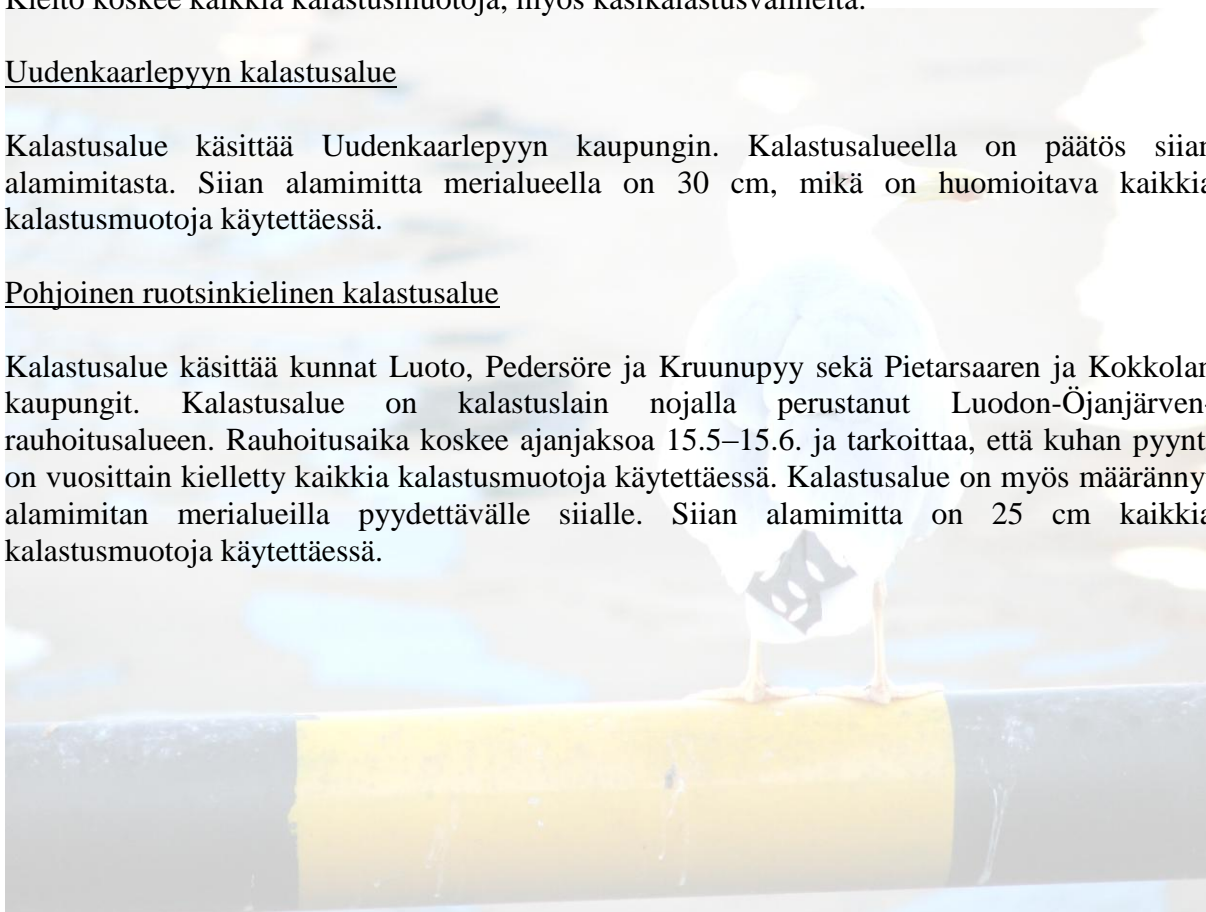 Kielto koskee kaikkia kalastusmuotoja, myös käsikalastusvälineitä.
Uudenkaarlepyyn kalastusalue
Kalastusalue käsittää Uudenkaarlepyyn kaupungin. Kalastusalueella on päätös siian
alamimitasta. Siian alamimitta merialueella on 30 cm, mikä on huomioitava kaikkia
kalastusmuotoja käytettäessä.
Pohjoinen ruotsinkielinen kalastusalue
Kalastusalue käsittää kunnat Luoto, Pedersöre ja Kruunupyy sekä Pietarsaaren ja Kokkolan
kaupungit. Kalastusalue on kalastuslain nojalla perustanut Luodon-Öjanjärven-
rauhoitusalueen. Rauhoitusaika koskee ajanjaksoa 15.5–15.6. ja tarkoittaa, että kuhan pyynt
on vuosittain kielletty kaikkia kalastusmuotoja käytettäessä. Kalastusalue on myös määränny
alamimitan merialueilla pyydettävälle siialle. Siian alamimitta on 25 cm kaikkia
kalastusmuotoja käytettäessä.